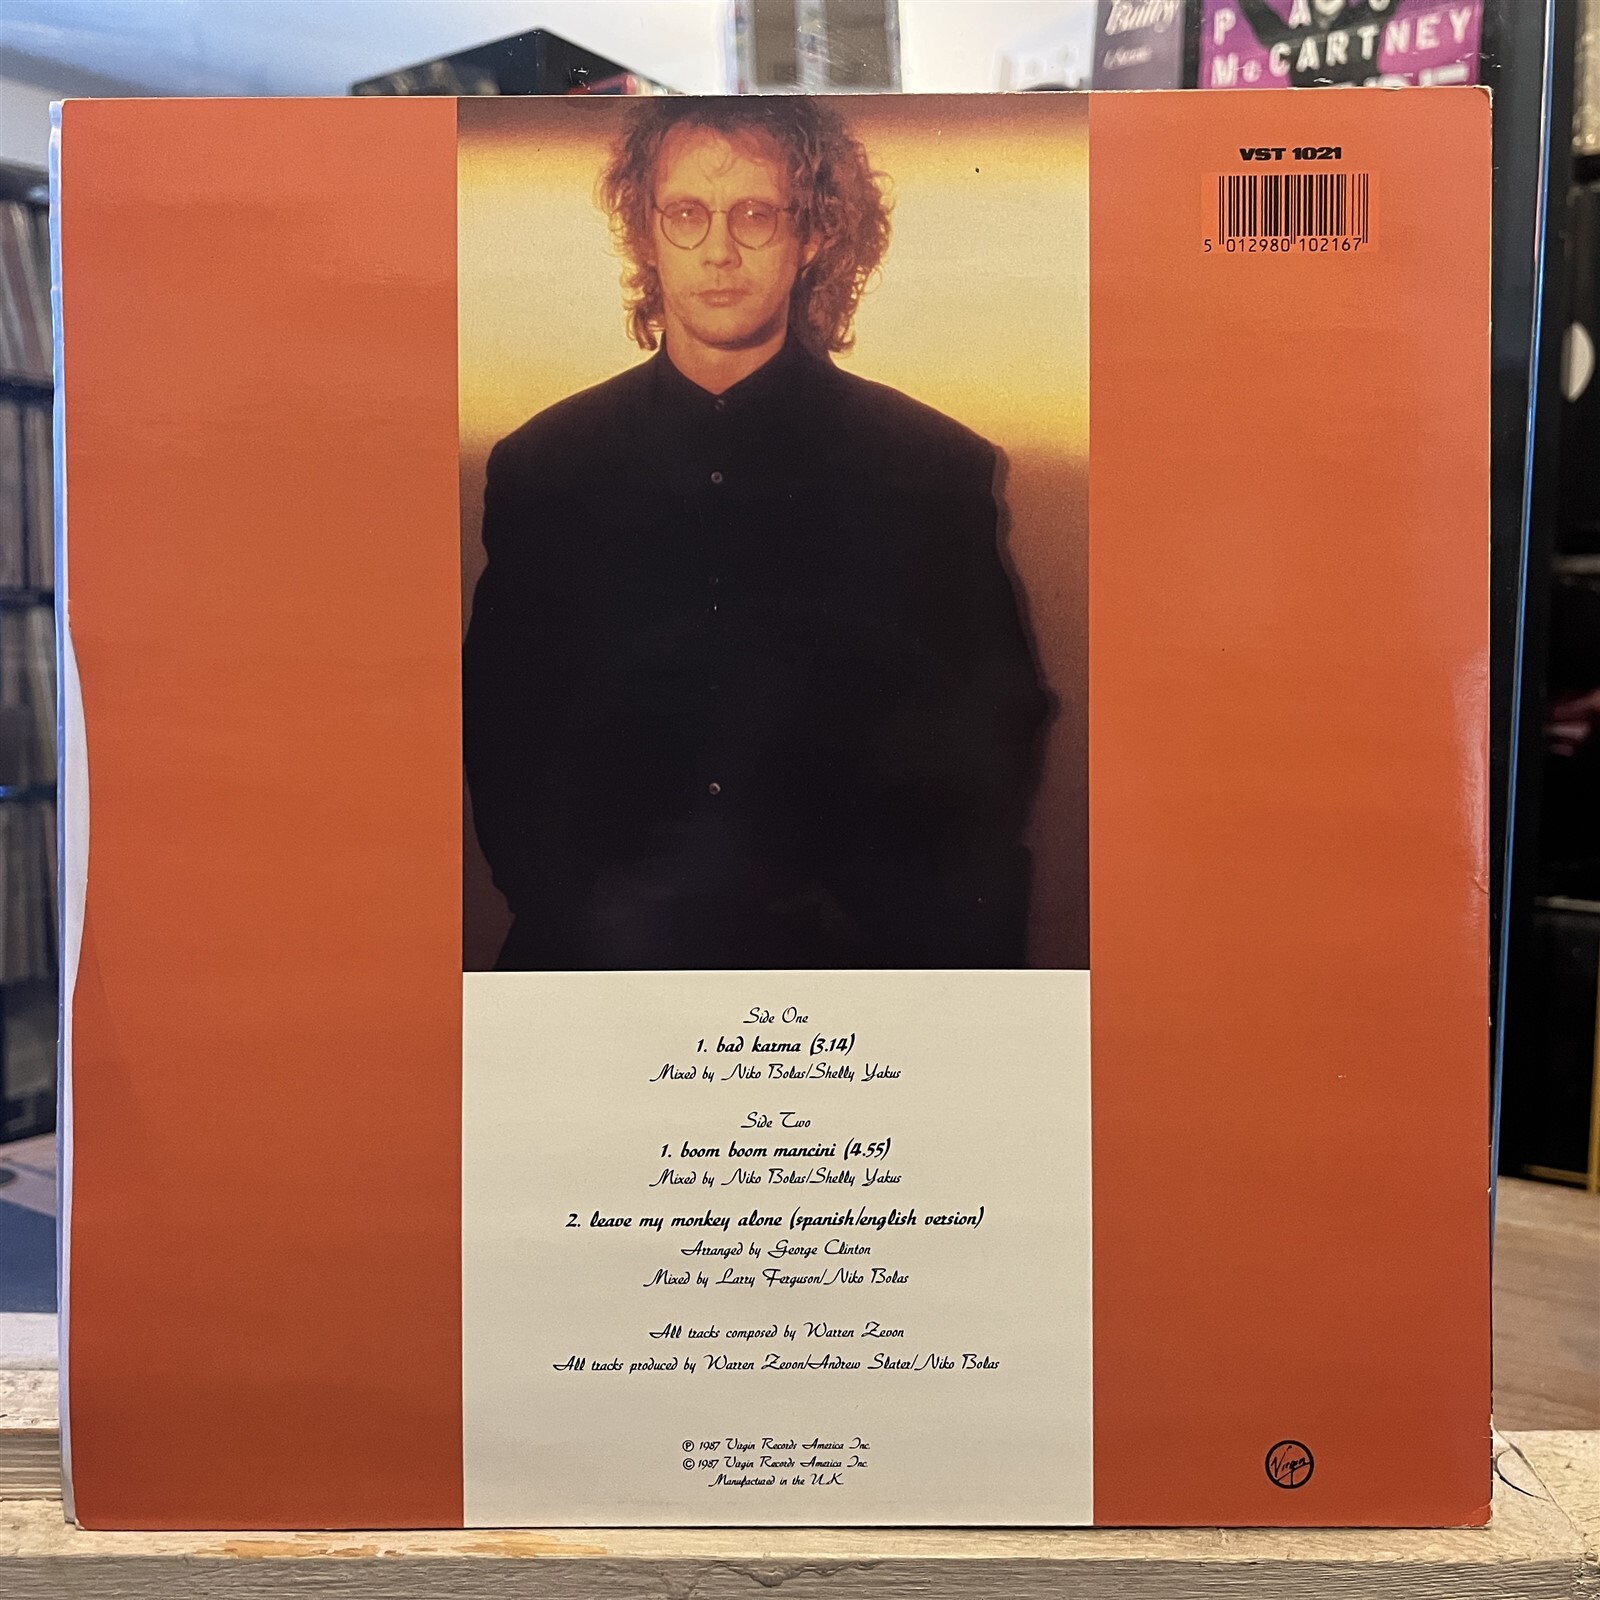 Guilty
PAUL
McCARTNEY
VST 1021
5 012980 102167
Side One
1. bad karma (3.14)
Mixed by Niko Bolas/Shelly Yakus
Side Two
1. boom boom mancini (4.55)
Mixed by Niko Bolas/Shelly Yakus
2. leave my monkey alone (spanish/english version)
Arranged by George Clinton
Mixed by Larry Ferguson/Niko Bolas
All tracks composed by Warren Zevon
All tracks produced by Warren Zevon/Andrew Slater/Niko Bolas
Ⓟ 1987 Virgin Records America Inc.
© 1987 Virgin Records America Inc.
Manufactured in the U.K
Virgin